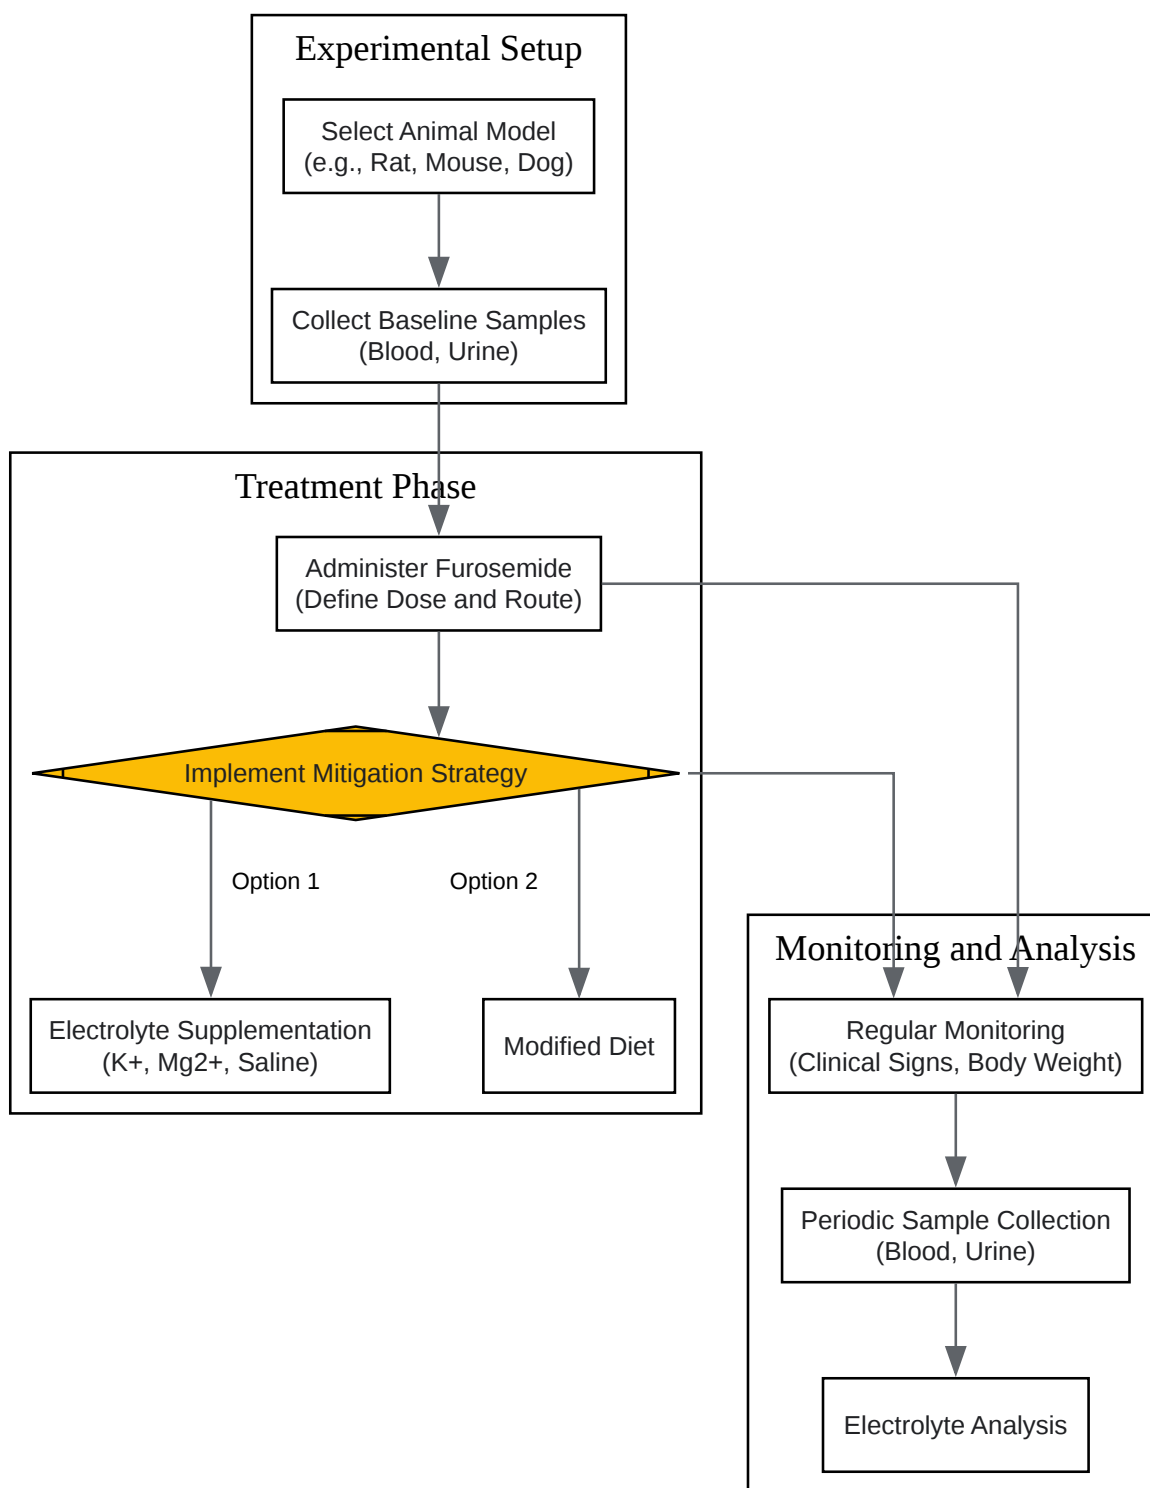 Experimental Setup
Select Animal Model
(e.g., Rat, Mouse, Dog)
Collect Baseline Samples
(Blood, Urine)
Treatment Phase
Administer Furosemide
(Define Dose and Route)
Implement Mitigation Strategy
Option 1
Option 2
Electrolyte Supplementation
(K+, Mg2+, Saline)
Modified Diet
Monitoring and Analysis
Regular Monitoring
(Clinical Signs, Body Weight)
Periodic Sample Collection
(Blood, Urine)
Electrolyte Analysis